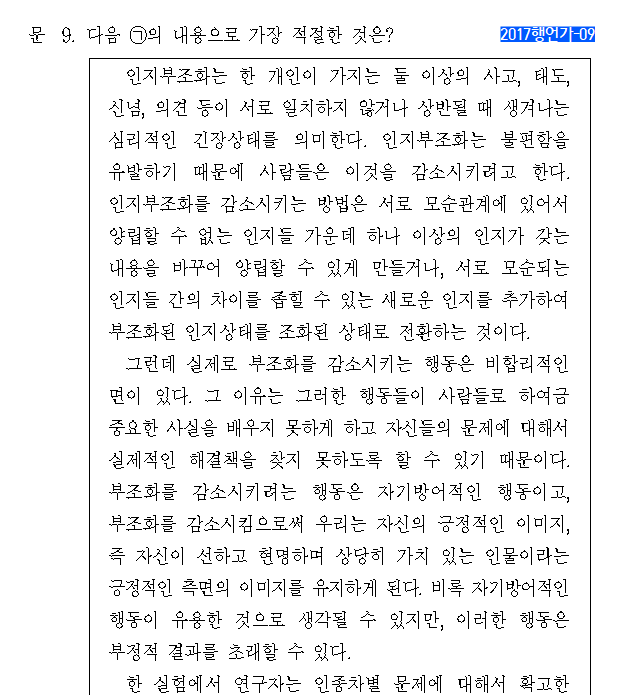 문 9. 다음 ㉠의 내용으로 가장 적절한 것은?
2017행언가-09
인지부조화는 한 개인이 가지는 둘 이상의 사고, 태도,
신념, 의견 등이 서로 일치하지 않거나 상반될 때 생겨나는
심리적인 긴장상태를 의미한다. 인지부조화는 불편함을
유발하기 때문에 사람들은 이것을 감소시키려고 한다.
인지부조화를 감소시키는 방법은 서로 모순관계에 있어서
양립할 수 없는 인지들 가운데 하나 이상의 인지가 갖는
내용을 바꾸어 양립할 수 있게 만들거나, 서로 모순되는
인지들 간의 차이를 좁힐 수 있는 새로운 인지를 추가하여
부조화된 인지상태를 조화된 상태로 전환하는 것이다.
그런데 실제로 부조화를 감소시키는 행동은 비합리적인
면이 있다. 그 이유는 그러한 행동들이 사람들로 하여금
중요한 사실을 배우지 못하게 하고 자신들의 문제에 대해서
실제적인 해결책을 찾지 못하도록 할 수 있기 때문이다.
부조화를 감소시키려는 행동은 자기방어적인 행동이고,
부조화를 감소시킴으로써 우리는 자신의 긍정적인 이미지,
즉 자신이 선하고 현명하며 상당히 가치 있는 인물이라는
긍정적인 측면의 이미지를 유지하게 된다. 비록 자기방어적인
행동이 유용한 것으로 생각될 수 있지만, 이러한 행동은
부정적 결과를 초래할 수 있다.
한 실험에서 연구자는 인종차별 문제에 대해서 확고한